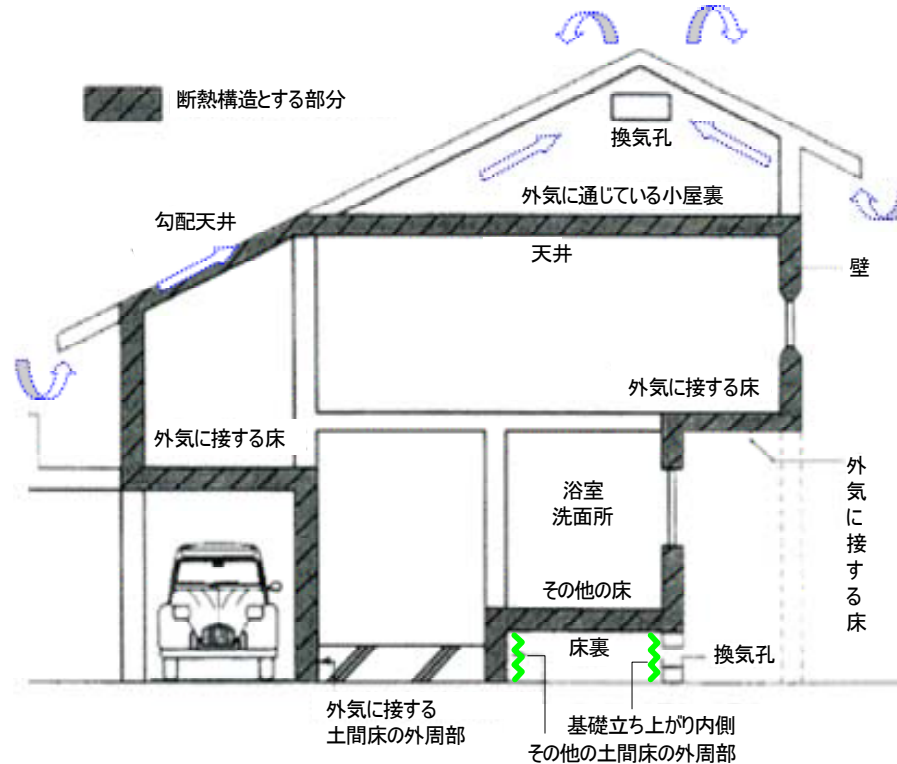 断熱構造とする部分
換気孔
外気に通じている小屋裏
勾配天井
天井
壁
外気に接する床
外気に接する床
外気に接する床
浴室
洗面所
その他の床
床裏
換気孔
外気に接する
土間床の外周部
基礎立ち上がり内側
その他の土間床の外周部